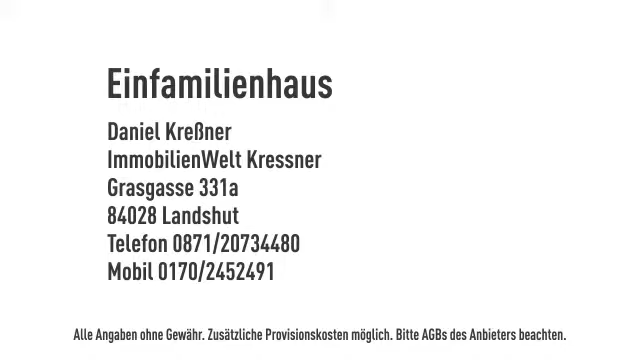 Einfamilienhaus
Daniel Kreßner
ImmobilienWelt Kressner
Grasgasse 331a
84028 Landshut
Telefon 0871/20734480
Mobil 0170/2452491
Alle Angaben ohne Gewähr. Zusätzliche Provisionskosten möglich. Bitte AGBs des Anbieters beachten.